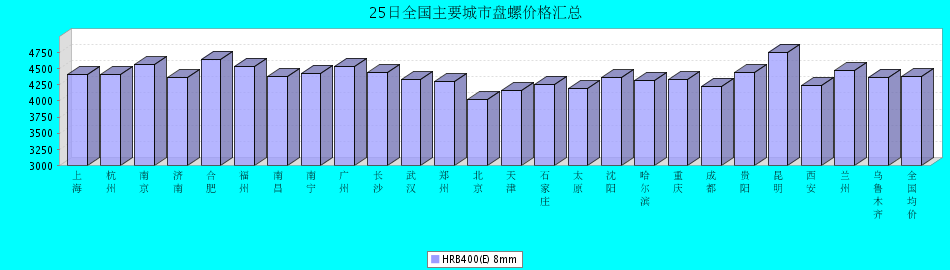 25日全国主要城市盘螺价格汇总
4750
4500
4250
4000
3750
3500
3250
3000
上海
杭州
南京
济南
合肥
福州
南昌
南宁
广州
长沙
武汉
郑州
北京
天津
石家庄
太原
沈阳
哈尔滨
重庆
成都
贵阳
昆明
西安
兰州
乌鲁木齐
全国均价
HRB400(E) 8mm